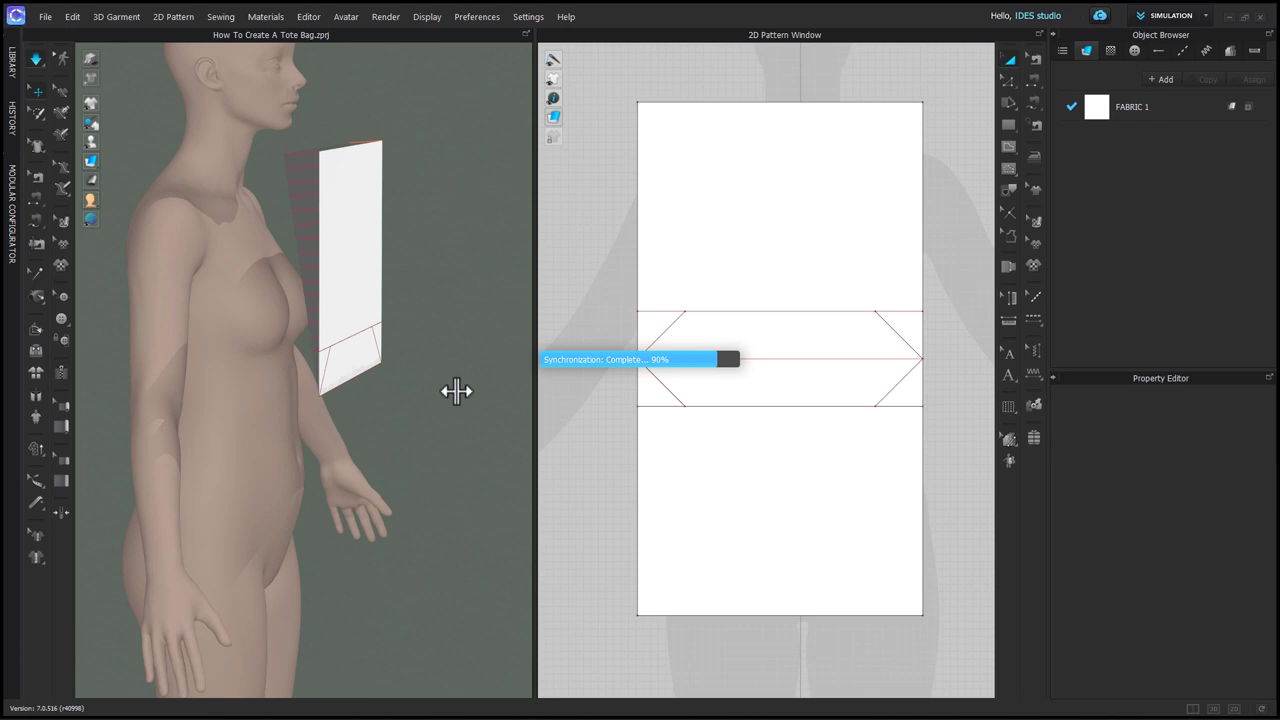 File Edit 3D Garment 2D Pattern Sewing Materials Editor Avatar Render Display Preferences Settings Help
Hello, IDES studio
SIMULATION
How To Create A Tote Bag.zprj
2D Pattern Window
Object Browser
LIBRARY
HISTORY
MODULAR CONFIGURATOR
+ Add
Copy
Assign
FABRIC 1
Synchronization: Complete... 90%
Property Editor
Version: 7.0.516 (r40998)
3D
2D